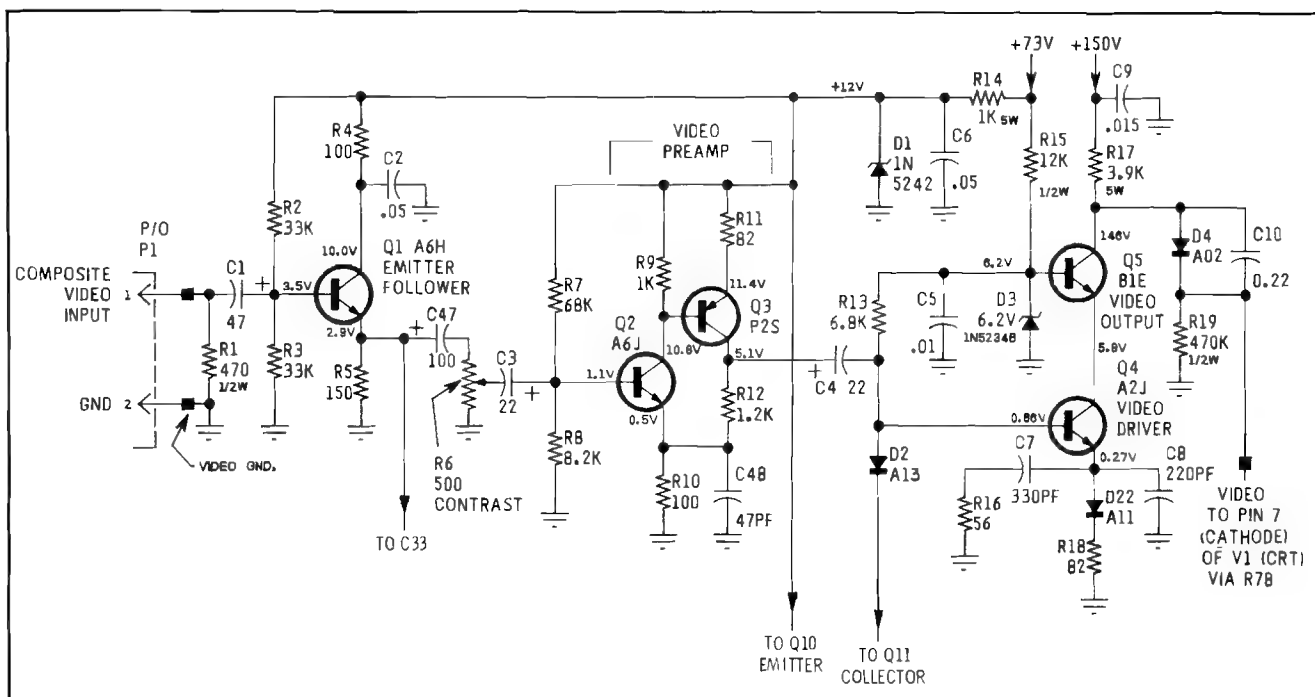 +73V
+150V
C9
.015
R14
1K 5W
+12V
R4
100
VIDEO
PREAMP
C2
.05
D1
1N
5242
C6
.05
R15
12K
1/2W
R17
3.9K
5W
R2
33K
R11
82
P/O
P1
10.0V
Q1 A6H
EMITTER
FOLLOWER
146V
D4
A02
C10
0.22
COMPOSITE
VIDEO
INPUT
1
C1
47
+
3.5V
R9
1K
6.2V
Q5
B1E
VIDEO
OUTPUT
R7
68K
11.4V
Q3
P2S
R13
6.8K
C5
.01
D3
6.2V
1N5234B
2.9V
+
C47
100
Q2
A6J
10.8V
5.1V
R19
470K
1/2W
R1
470
1/2W
R3
33K
R5
150
C3
22
+
1.1V
R12
1.2K
+
C4 22
5.8V
Q4
A2J
VIDEO
DRIVER
GND 2
0.5V
0.86V
VIDEO GND.
R6
500
CONTRAST
R8
8.2K
D2
A13
C7
330PF
0.27V
C8
220PF
R10
100
C48
47PF
R16
56
D22
A11
VIDEO
TO PIN 7
(CATHODE)
OF V1 (CRT)
VIA R78
TO C33
R18
82
TO Q10
EMITTER
TO Q11
COLLECTOR